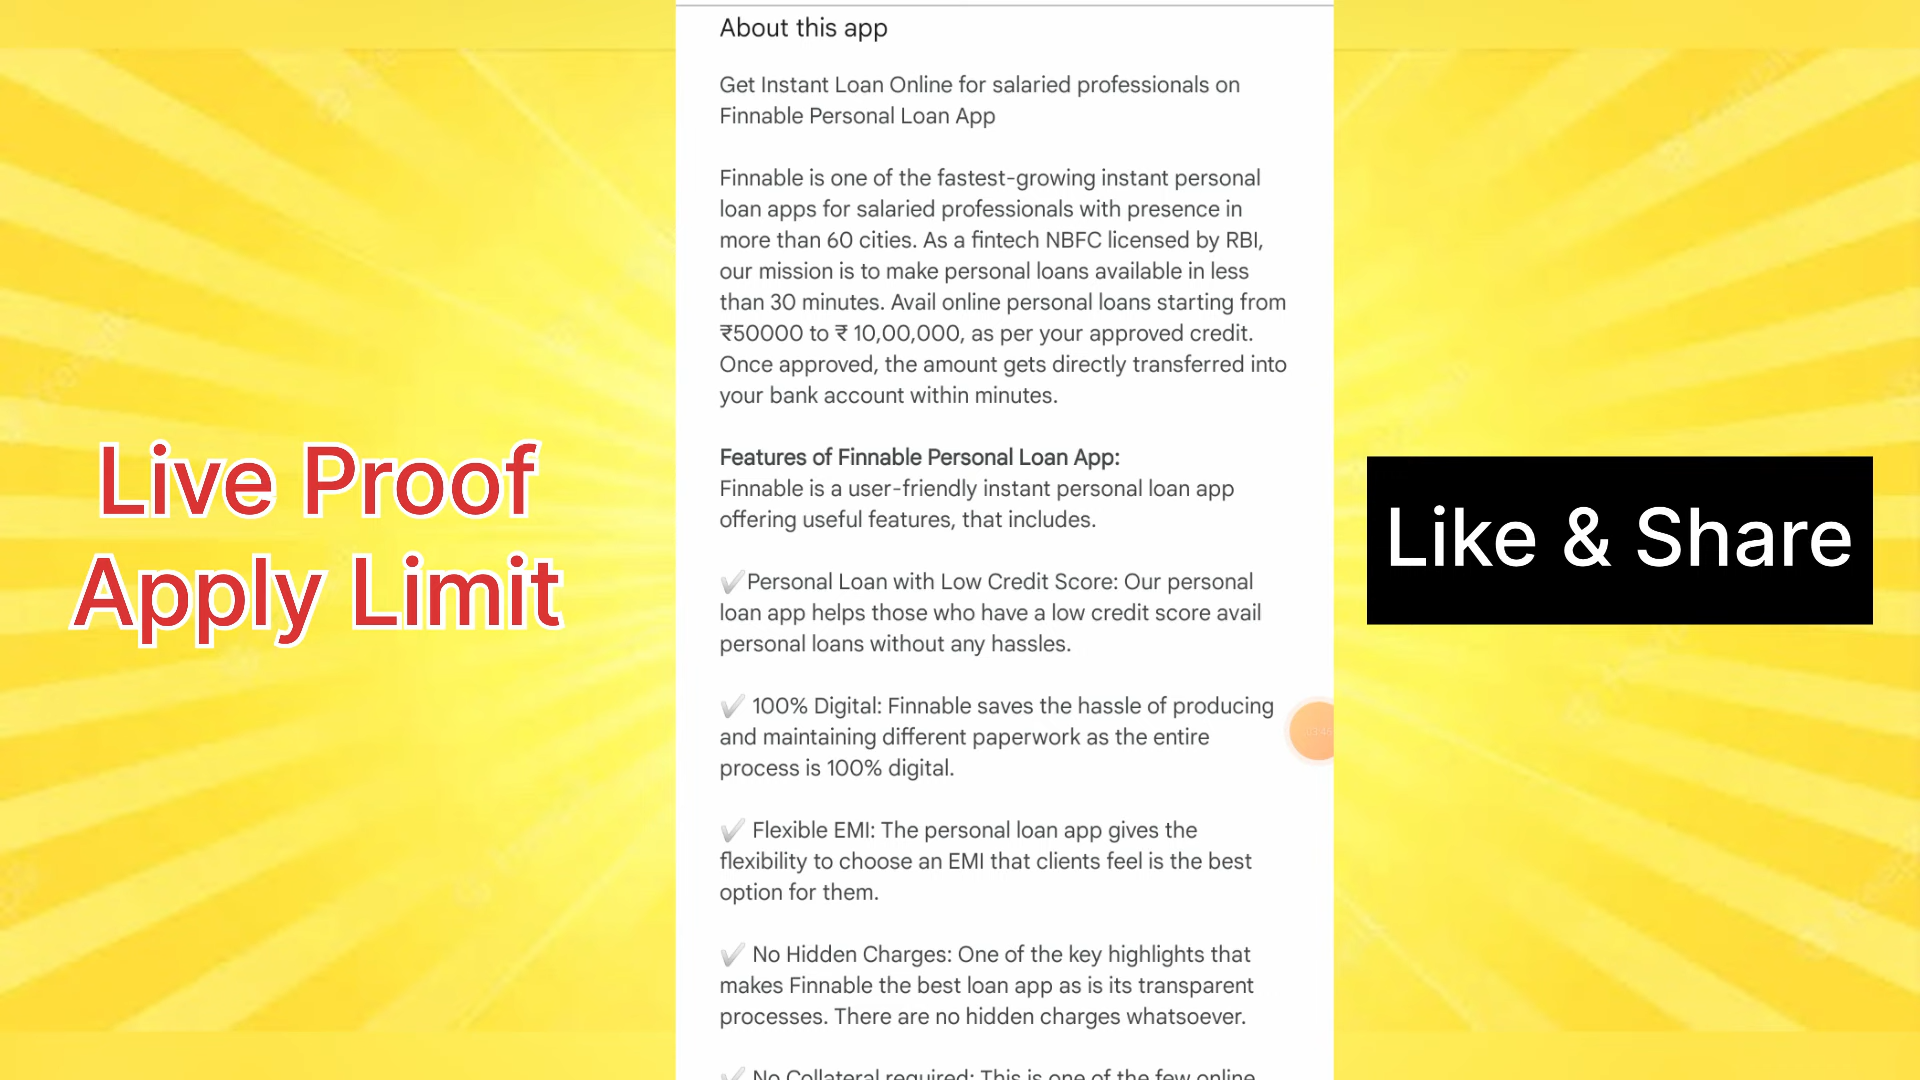 About this app
Get Instant Loan Online for salaried professionals on
Finnable Personal Loan App
Finnable is one of the fastest-growing instant personal
loan apps for salaried professionals with presence in
more than 60 cities. As a fintech NBFC licensed by RBI,
our mission is to make personal loans available in less
than 30 minutes. Avail online personal loans starting from
₹50000 to ₹ 10,00,000, as per your approved credit.
Once approved, the amount gets directly transferred into
your bank account within minutes.
Features of Finnable Personal Loan App:
Finnable is a user-friendly instant personal loan app
offering useful features, that includes.
✔Personal Loan with Low Credit Score: Our personal
loan app helps those who have a low credit score avail
personal loans without any hassles.
✔ 100% Digital: Finnable saves the hassle of producing
and maintaining different paperwork as the entire
process is 100% digital.
✔ Flexible EMI: The personal loan app gives the
flexibility to choose an EMI that clients feel is the best
option for them.
✔ No Hidden Charges: One of the key highlights that
makes Finnable the best loan app as is its transparent
processes. There are no hidden charges whatsoever.
✔ No Collateral required: This is one of the few online
Live Proof
Apply Limit
Like & Share